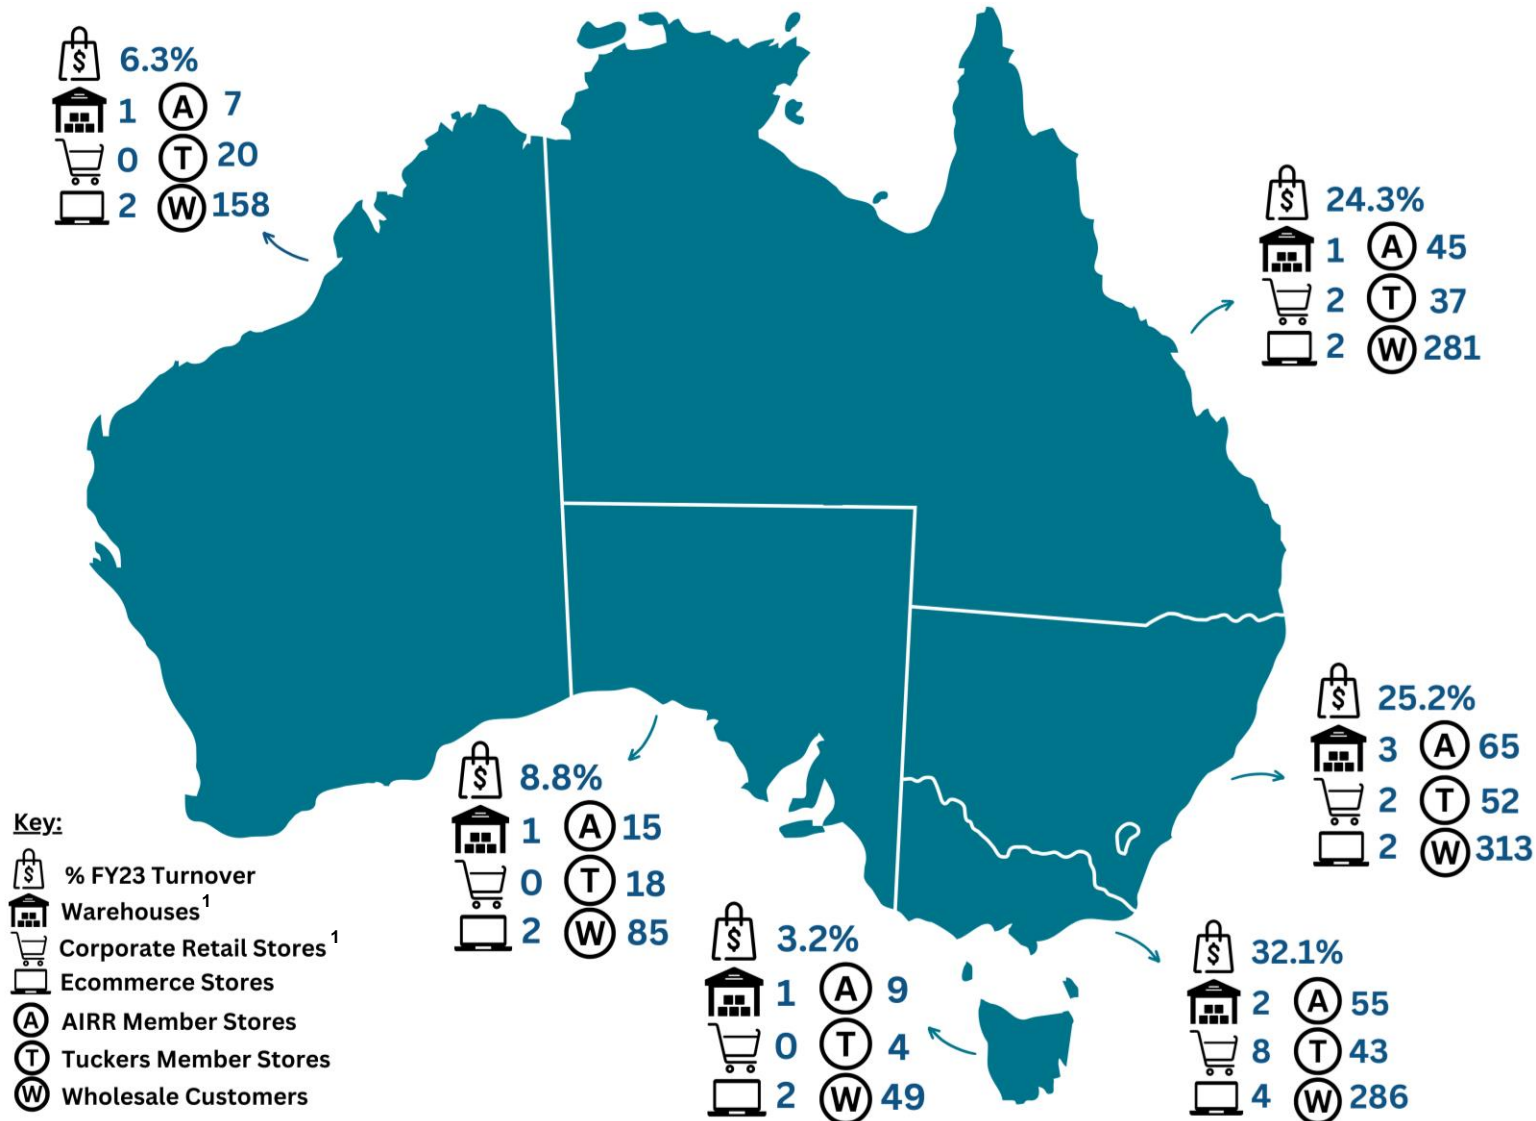 6.3%
1 A 7
0 T 20
2 W 158
$ 24.3%
1 A 45
2 T 37
2 W 281
$ 25.2%
3 A 65
2 T 52
2 W 313
$ 8.8%
1 A 15
0 T 18
2 W 85
$ 3.2%
1 A 9
0 T 4
2 W 49
$ 32.1%
2 A 55
8 T 43
4 W 286
Key:
$ % FY23 Turnover
Warehouses¹
Corporate Retail Stores¹
Ecommerce Stores
A AIRR Member Stores
T Tuckers Member Stores
W Wholesale Customers